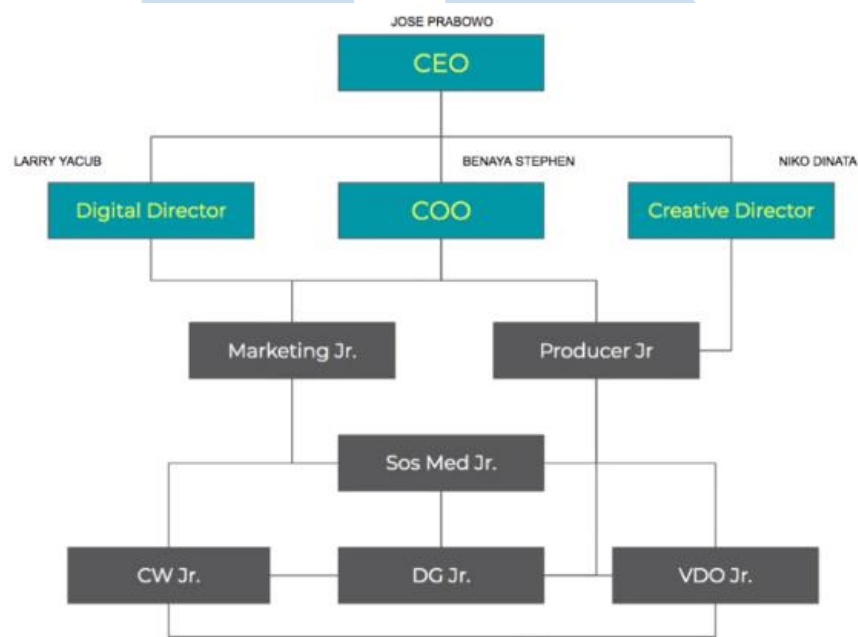 JOSE PRABOWO
CEO
LARRY YACUB
BENAYA STEPHEN
NIKO DINATA
Digital Director
COO
Creative Director
Marketing Jr.
Producer Jr
Sos Med Jr.
CW Jr.
DG Jr.
VDO Jr.